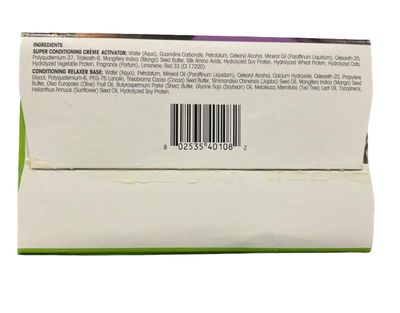 INGREDIENTS
SUPER CONDITIONING CRÈME ACTIVATOR: Water (Aqua), Guanidine Carbonate, Petrolatum, Cetearyl Alcohol, Mineral Oil (Paraffinum Liquidum), Ceteareth-20,
Polyquaternium-37, Trideceth-6, Mangifera Indica (Mango) Seed Butter, Silk Amino Acids, Hydrolyzed Soy Protein, Hydrolyzed Wheat Protein, Hydrolyzed Oats,
Hydrolyzed Vegetable Protein, Fragrance (Parfum), Limonene, Red 33 (CI 17200).
CONDITIONING RELAXER BASE: Water (Aqua), Petrolatum, Mineral Oil (Paraffinum Liquidum), Cetearyl Alcohol, Calcium Hydroxide, Ceteareth-20, Propylene
Glycol, Polyquaternium-6, PEG-75 Lanolin, Theobroma Cacao (Cocoa) Seed Butter, Simmondsia Chinensis (Jojoba) Seed Oil, Mangifera Indica (Mango) Seed
Butter, Olea Europaea (Olive) Fruit Oil, Butyrospermum Parkii (Shea) Butter, Glycine Soja (Soybean) Oil, Melaleuca Alternifolia (Tea Tree) Leaf Oil, Tocopherol,
Helianthus Annuus (Sunflower) Seed Oil, Hydrolyzed Soy Protein.
8 02535 40108 2